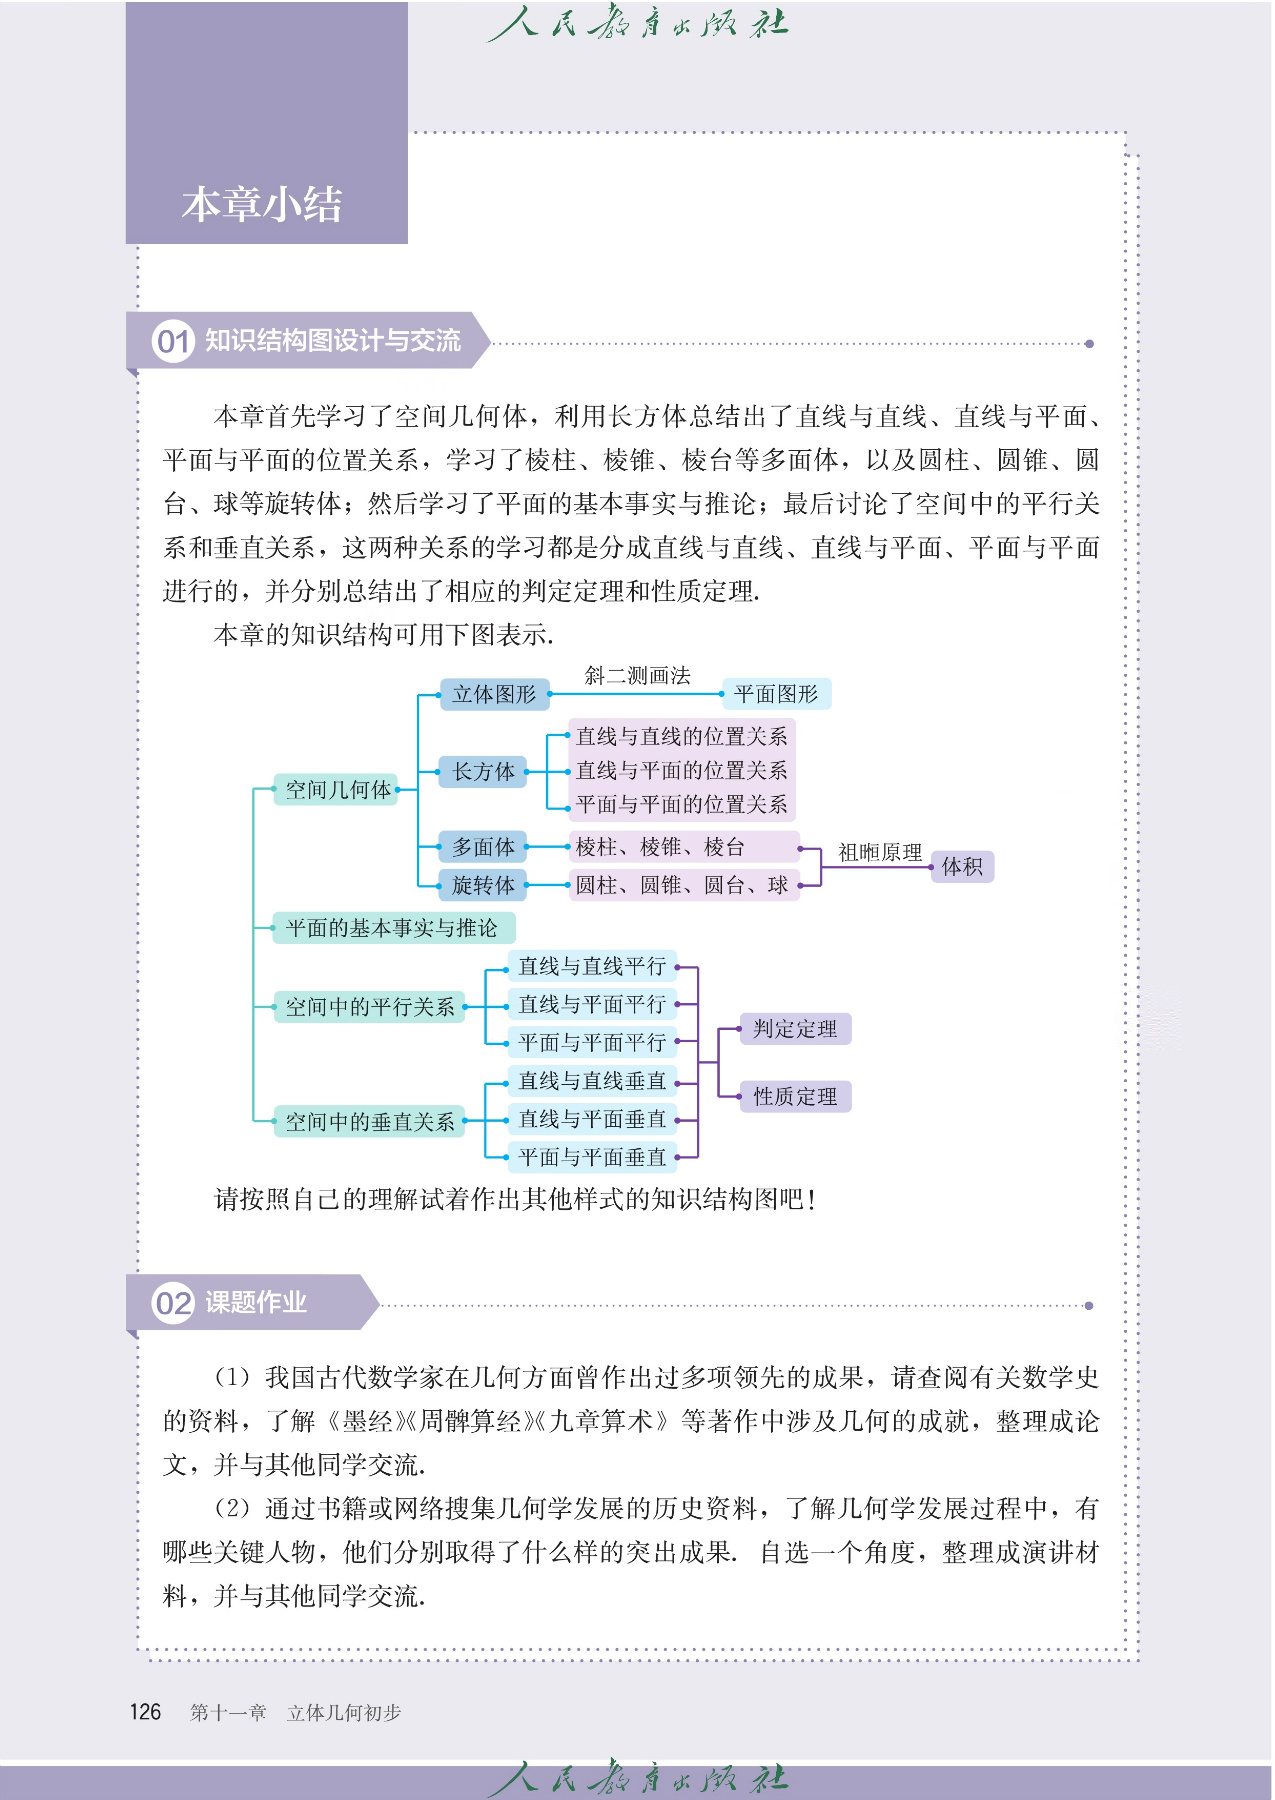 人民教育出版社
本章小结
01 知识结构图设计与交流
本章首先学习了空间几何体，利用长方体总结出了直线与直线、直线与平面、
平面与平面的位置关系，学习了棱柱、棱锥、棱台等多面体，以及圆柱、圆锥、圆
台、球等旋转体；然后学习了平面的基本事实与推论；最后讨论了空间中的平行关
系和垂直关系，这两种关系的学习都是分成直线与直线、直线与平面、平面与平面
进行的，并分别总结出了相应的判定定理和性质定理.
本章的知识结构可用下图表示.
斜二测画法
立体图形 平面图形
直线与直线的位置关系
长方体 直线与平面的位置关系
空间几何体
平面与平面的位置关系
多面体 棱柱、棱锥、棱台
祖暅原理 体积
旋转体 圆柱、圆锥、圆台、球
平面的基本事实与推论
直线与直线平行
空间中的平行关系 直线与平面平行
平面与平面平行
判定定理
直线与直线垂直
性质定理
空间中的垂直关系 直线与平面垂直
平面与平面垂直
请按照自己的理解试着作出其他样式的知识结构图吧！
02 课题作业
（1）我国古代数学家在几何方面曾作出过多项领先的成果，请查阅有关数学史
的资料，了解《墨经》《周髀算经》《九章算术》等著作中涉及几何的成就，整理成论
文，并与其他同学交流.
（2）通过书籍或网络搜集几何学发展的历史资料，了解几何学发展过程中，有
哪些关键人物，他们分别取得了什么样的突出成果. 自选一个角度，整理成演讲材
料，并与其他同学交流.
126 第十一章 立体几何初步
人民教育出版社